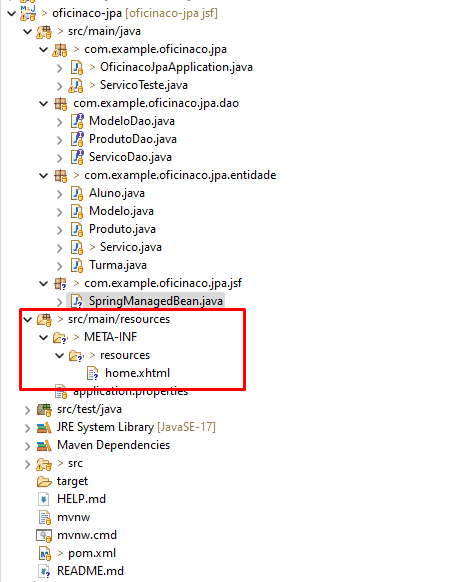 > oficinaco-jpa [oficinaco-jpa jsf]
> src/main/java
> com.example.oficinaco.jpa
> OficinacoJpaApplication.java
> ServicoTeste.java
com.example.oficinaco.jpa.dao
ModeloDao.java
ProdutoDao.java
ServicoDao.java
> com.example.oficinaco.jpa.entidade
Aluno.java
Modelo.java
Produto.java
> Servico.java
Turma.java
> com.example.oficinaco.jpa.jsf
SpringManagedBean.java
> src/main/resources
> META-INF
> resources
home.xhtml
application.properties
src/test/java
JRE System Library [JavaSE-17]
Maven Dependencies
> src
target
HELP.md
mvnw
mvnw.cmd
> pom.xml
README.md